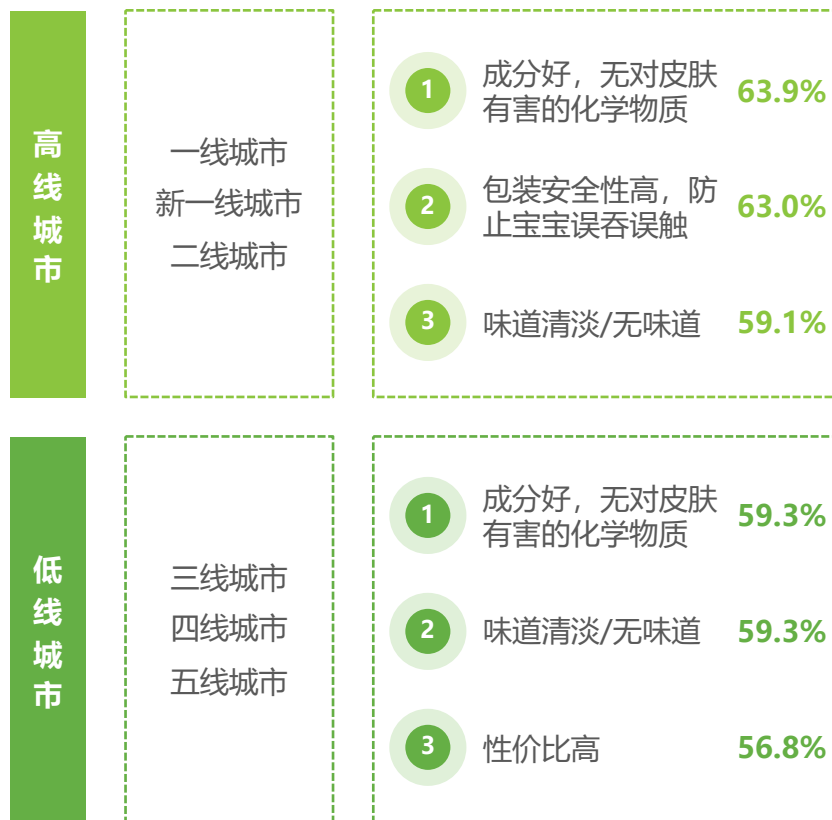 高线城市
一线城市
新一线城市
二线城市
1
成分好，无对皮肤
有害的化学物质
63.9%
2
包装安全性高，防
止宝宝误吞误触
63.0%
3
味道清淡/无味道
59.1%
低线城市
三线城市
四线城市
五线城市
1
成分好，无对皮肤
有害的化学物质
59.3%
2
味道清淡/无味道
59.3%
3
性价比高
56.8%